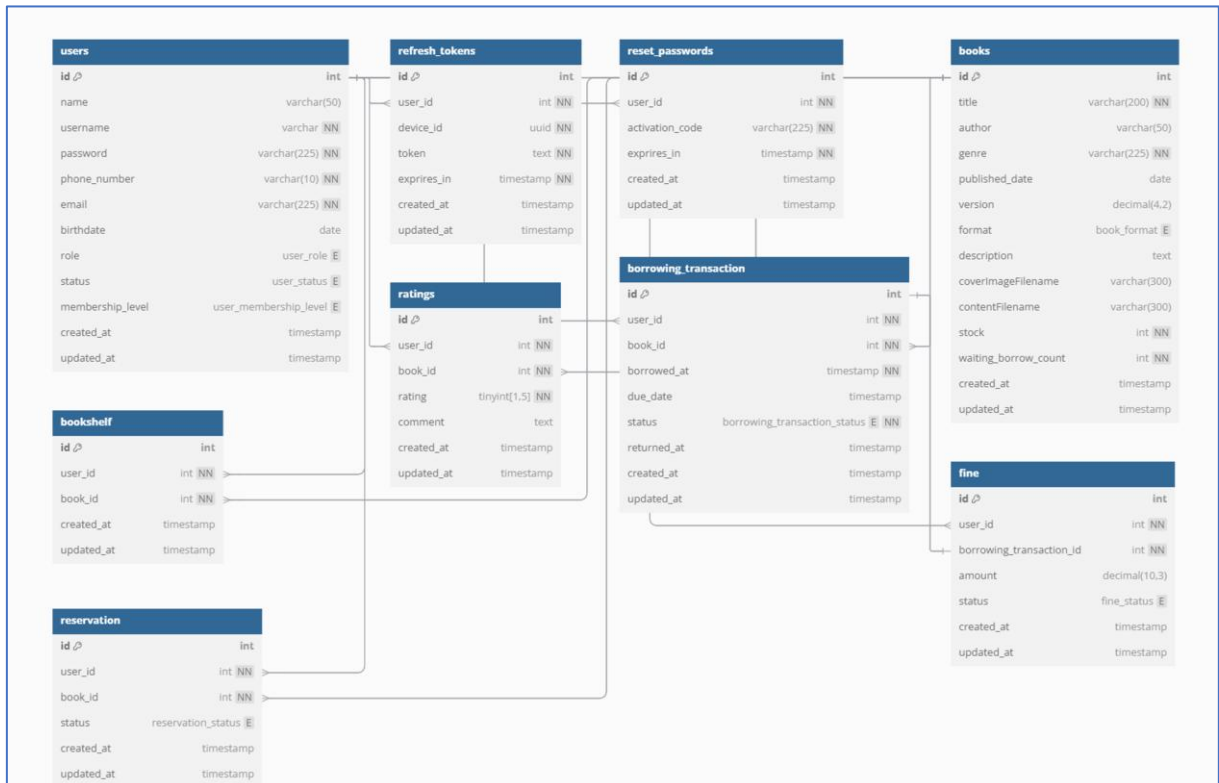 users
id int
name varchar(50)
username varchar NN
password varchar(225) NN
phone_number varchar(10) NN
email varchar(225) NN
birthdate date
role user_role E
status user_status E
membership_level user_membership_level E
created_at timestamp
updated_at timestamp
refresh_tokens
id int
user_id int NN
device_id uuid NN
token text NN
exprires_in timestamp NN
created_at timestamp
updated_at timestamp
reset_passwords
id int
user_id int NN
activation_code varchar(225) NN
exprires_in timestamp NN
created_at timestamp
updated_at timestamp
books
id int
title varchar(200) NN
author varchar(50)
genre varchar(225) NN
published_date date
version decimal(4,2)
format book_format E
description text
coverImageFilename varchar(300)
contentFilename varchar(300)
stock int NN
waiting_borrow_count int NN
created_at timestamp
updated_at timestamp
ratings
id int
user_id int NN
book_id int NN
rating tinyint[1,5] NN
comment text
created_at timestamp
updated_at timestamp
borrowing_transaction
id int
user_id int NN
book_id int NN
borrowed_at timestamp NN
due_date timestamp
status borrowing_transaction_status E NN
returned_at timestamp
created_at timestamp
updated_at timestamp
bookshelf
id int
user_id int NN
book_id int NN
created_at timestamp
updated_at timestamp
fine
id int
user_id int NN
borrowing_transaction_id int NN
amount decimal(10,3)
status fine_status E
created_at timestamp
updated_at timestamp
reservation
id int
user_id int NN
book_id int NN
status reservation_status E
created_at timestamp
updated_at timestamp